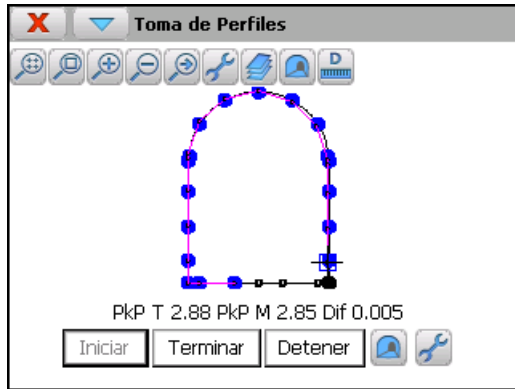 Toma de Perfiles
D
PkP T 2.88 PkP M 2.85 Dif 0.005
Iniciar Terminar Detener